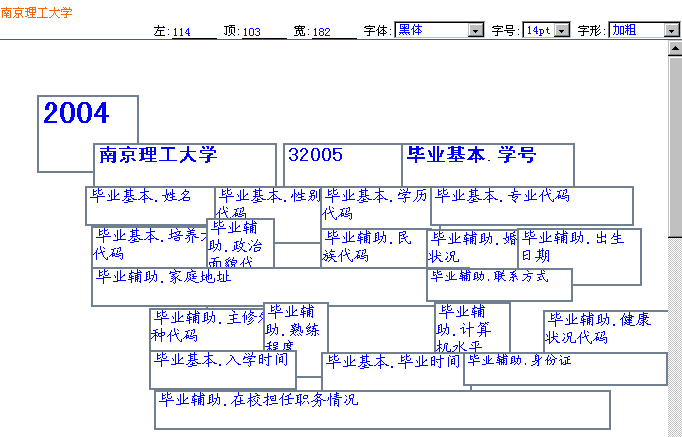 南京理工大学
左:114 顶:103 宽:182 字体:黑体 字号:14pt 字形:加粗
2004
南京理工大学 32005 毕业基本.学号
毕业基本.姓名 毕业基本.性别代码 毕业基本.学历代码 毕业基本.专业代码
毕业基本.培养 代码
毕业辅助.政治面貌代
毕业辅助.民族代码
毕业辅助.婚 状况
毕业辅助.出生日期
毕业辅助.家庭地址 毕业辅助.联系方式
毕业辅助.主修 种代码
毕业辅助.熟练程度
毕业辅助.计算机水平
毕业辅助.健康状况代码
毕业基本.入学时间 毕业基本.毕业时间 毕业辅助.身份证
毕业辅助.在校担任职务情况